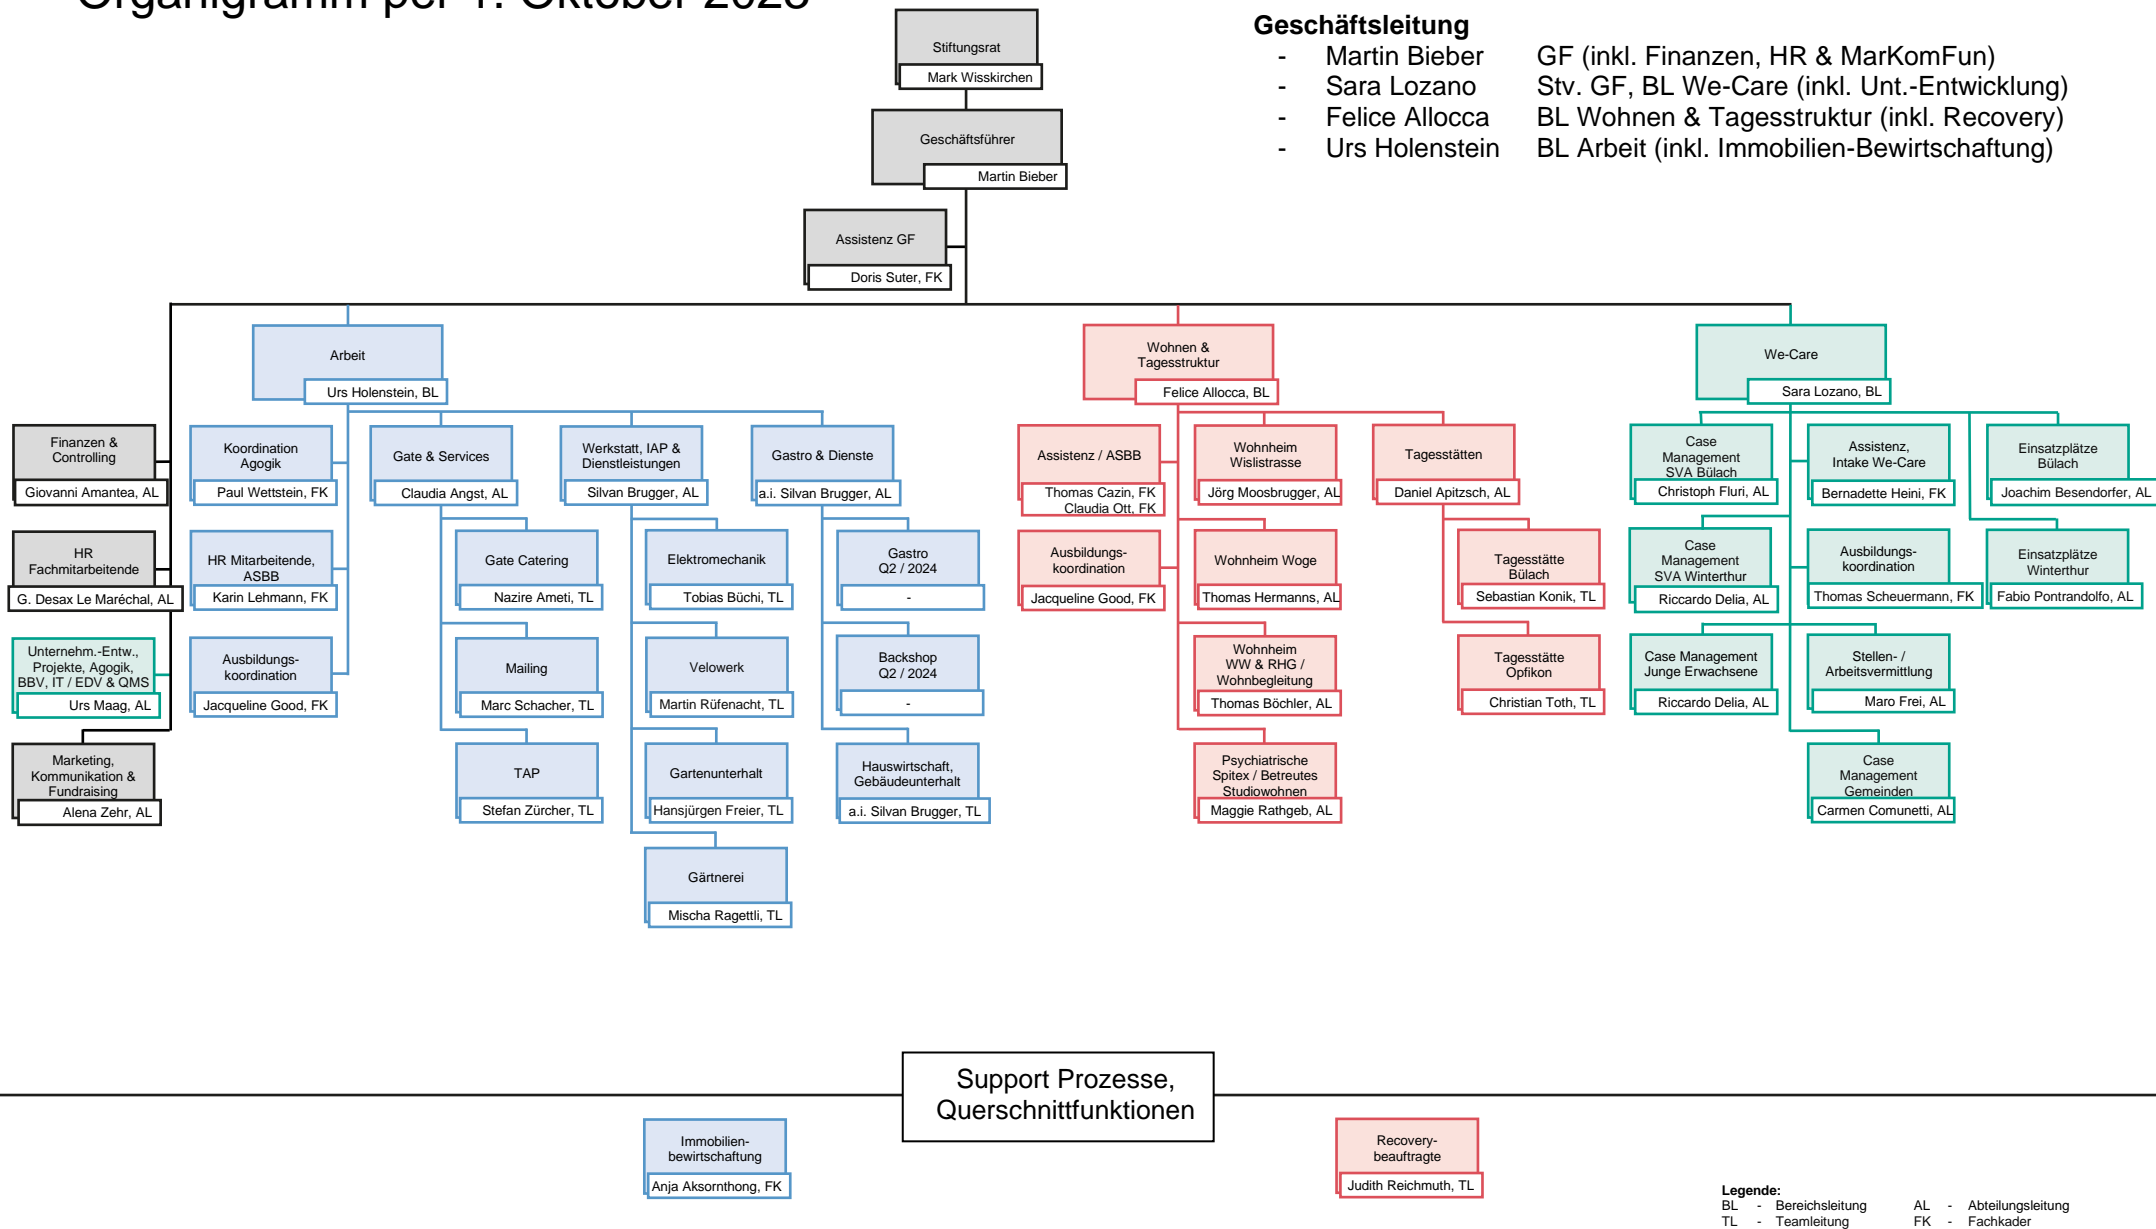 Organigramm per 1. Oktober 2023
Geschäftsleitung
- Martin Bieber GF (inkl. Finanzen, HR & MarKomFun)
- Sara Lozano Stv. GF, BL We-Care (inkl. Unt.-Entwicklung)
- Felice Allocca BL Wohnen & Tagesstruktur (inkl. Recovery)
- Urs Holenstein BL Arbeit (inkl. Immobilien-Bewirtschaftung)
Stiftungsrat
Mark Wisskirchen
Geschäftsführer
Martin Bieber
Assistenz GF
Doris Suter, FK
Finanzen &
Controlling
Giovanni Amantea, AL
HR
Fachmitarbeitende
G. Desax Le Maréchal, AL
Unternehm.-Entw.,
Projekte, Agogik,
BBV, IT / EDV & QMS
Urs Maag, AL
Marketing,
Kommunikation &
Fundraising
Alena Zehr, AL
Arbeit
Urs Holenstein, BL
Koordination
Agogik
Paul Wettstein, FK
HR Mitarbeitende,
ASBB
Karin Lehmann, FK
Ausbildungs-
koordination
Jacqueline Good, FK
Gate & Services
Claudia Angst, AL
Gate Catering
Nazire Ameti, TL
Mailing
Marc Schacher, TL
TAP
Stefan Zürcher, TL
Werkstatt, IAP &
Dienstleistungen
Silvan Brugger, AL
Elektromechanik
Tobias Büchi, TL
Velowerk
Martin Rüfenacht, TL
Gartenunterhalt
Hansjürgen Freier, TL
Gärtnerei
Mischa Ragettli, TL
Gastro & Dienste
a.i. Silvan Brugger, AL
Gastro
Q2 / 2024
-
Backshop
Q2 / 2024
-
Hauswirtschaft,
Gebäudeunterhalt
a.i. Silvan Brugger, TL
Wohnen &
Tagesstruktur
Felice Allocca, BL
Assistenz / ASBB
Thomas Cazin, FK
Claudia Ott, FK
Ausbildungs-
koordination
Jacqueline Good, FK
Wohnheim
Wislistrasse
Jörg Moosbrugger, AL
Wohnheim Woge
Thomas Hermanns, AL
Wohnheim
WW & RHG /
Wohnbegleitung
Thomas Böchler, AL
Psychiatrische
Spitex / Betreutes
Studiowohnen
Maggie Rathgeb, AL
Tagesstätten
Daniel Apitzsch, AL
Tagesstätte
Bülach
Sebastian Konik, TL
Tagesstätte
Opfikon
Christian Toth, TL
We-Care
Sara Lozano, BL
Case
Management
SVA Bülach
Christoph Fluri, AL
Case
Management
SVA Winterthur
Riccardo Delia, AL
Case Management
Junge Erwachsene
Riccardo Delia, AL
Assistenz,
Intake We-Care
Bernadette Heini, FK
Ausbildungs-
koordination
Thomas Scheuermann, FK
Stellen- /
Arbeitsvermittlung
Maro Frei, AL
Case
Management
Gemeinden
Carmen Comunetti, AL
Einsatzplätze
Bülach
Joachim Besendorfer, AL
Einsatzplätze
Winterthur
Fabio Pontrandolfo, AL
Support Prozesse,
Querschnittfunktionen
Immobilien-
bewirtschaftung
Anja Aksornthong, FK
Recovery-
beauftragte
Judith Reichmuth, TL
Legende:
BL - Bereichsleitung AL - Abteilungsleitung
TL - Teamleitung FK - Fachkader